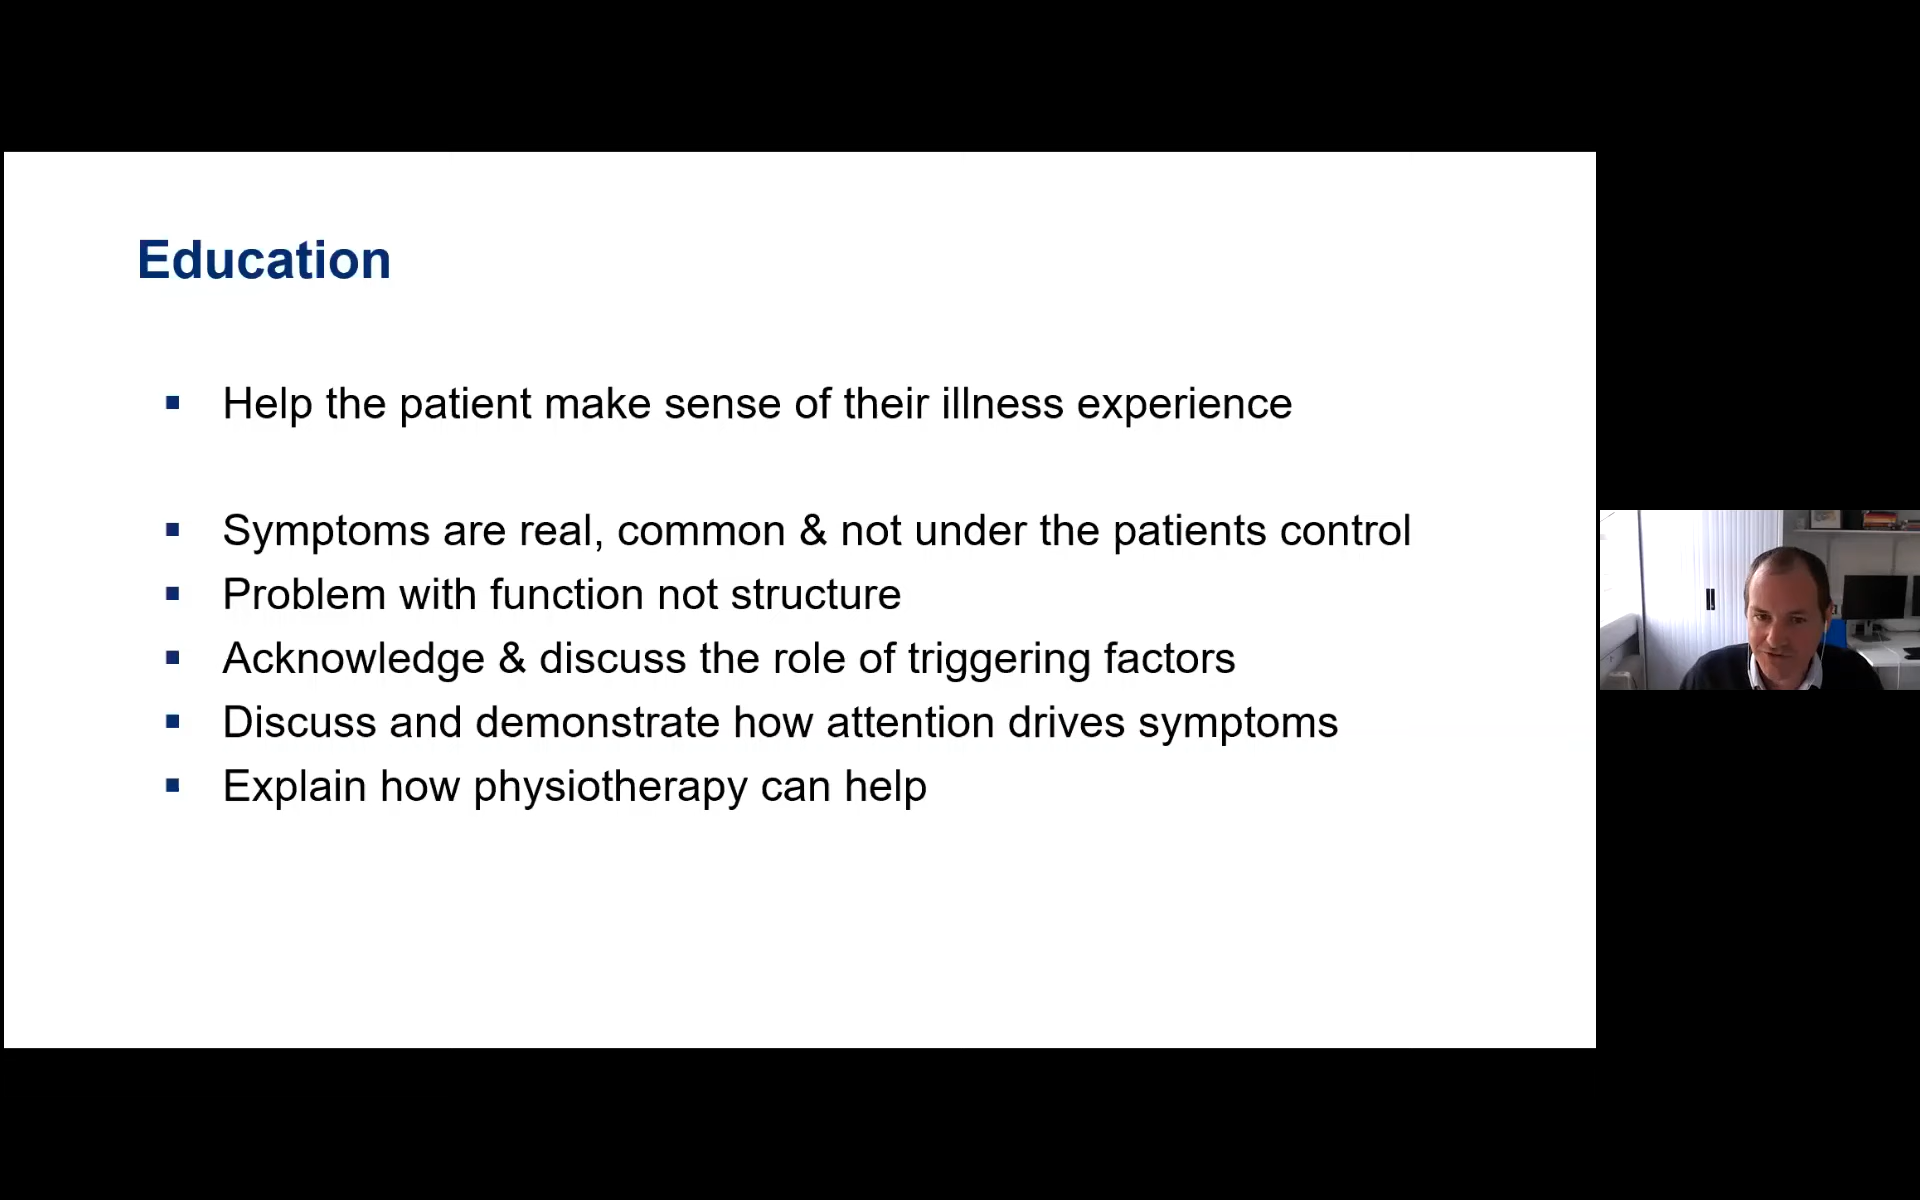 Education
▪ Help the patient make sense of their illness experience
▪ Symptoms are real, common & not under the patients control
▪ Problem with function not structure
▪ Acknowledge & discuss the role of triggering factors
▪ Discuss and demonstrate how attention drives symptoms
▪ Explain how physiotherapy can help